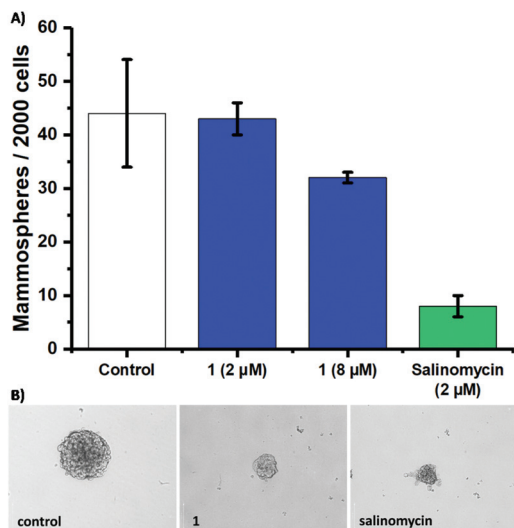 A)
Mammospheres / 2000 cells
60
50
40
30
20
10
0
Control
1 (2 µM)
1 (8 µM)
Salinomycin
(2 µM)
B)
control
1
salinomycin